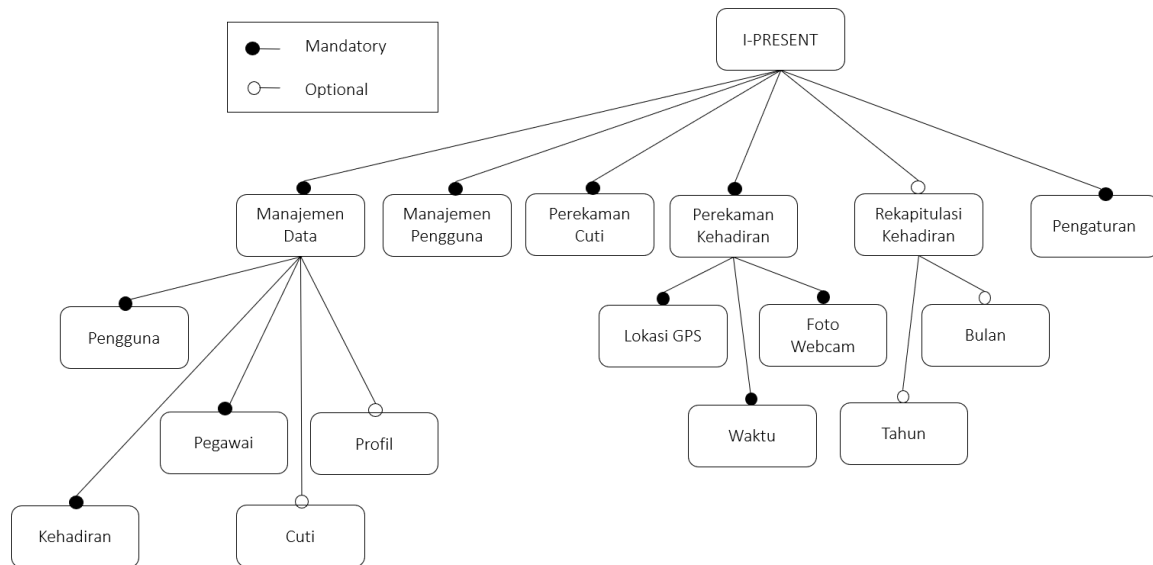 I-PRESENT
Mandatory
Optional
Manajemen
Data
Manajemen
Pengguna
Perekaman
Cuti
Perekaman
Kehadiran
Rekapitulasi
Kehadiran
Pengaturan
Pengguna
Lokasi GPS
Foto
Webcam
Bulan
Pegawai
Profil
Waktu
Tahun
Kehadiran
Cuti